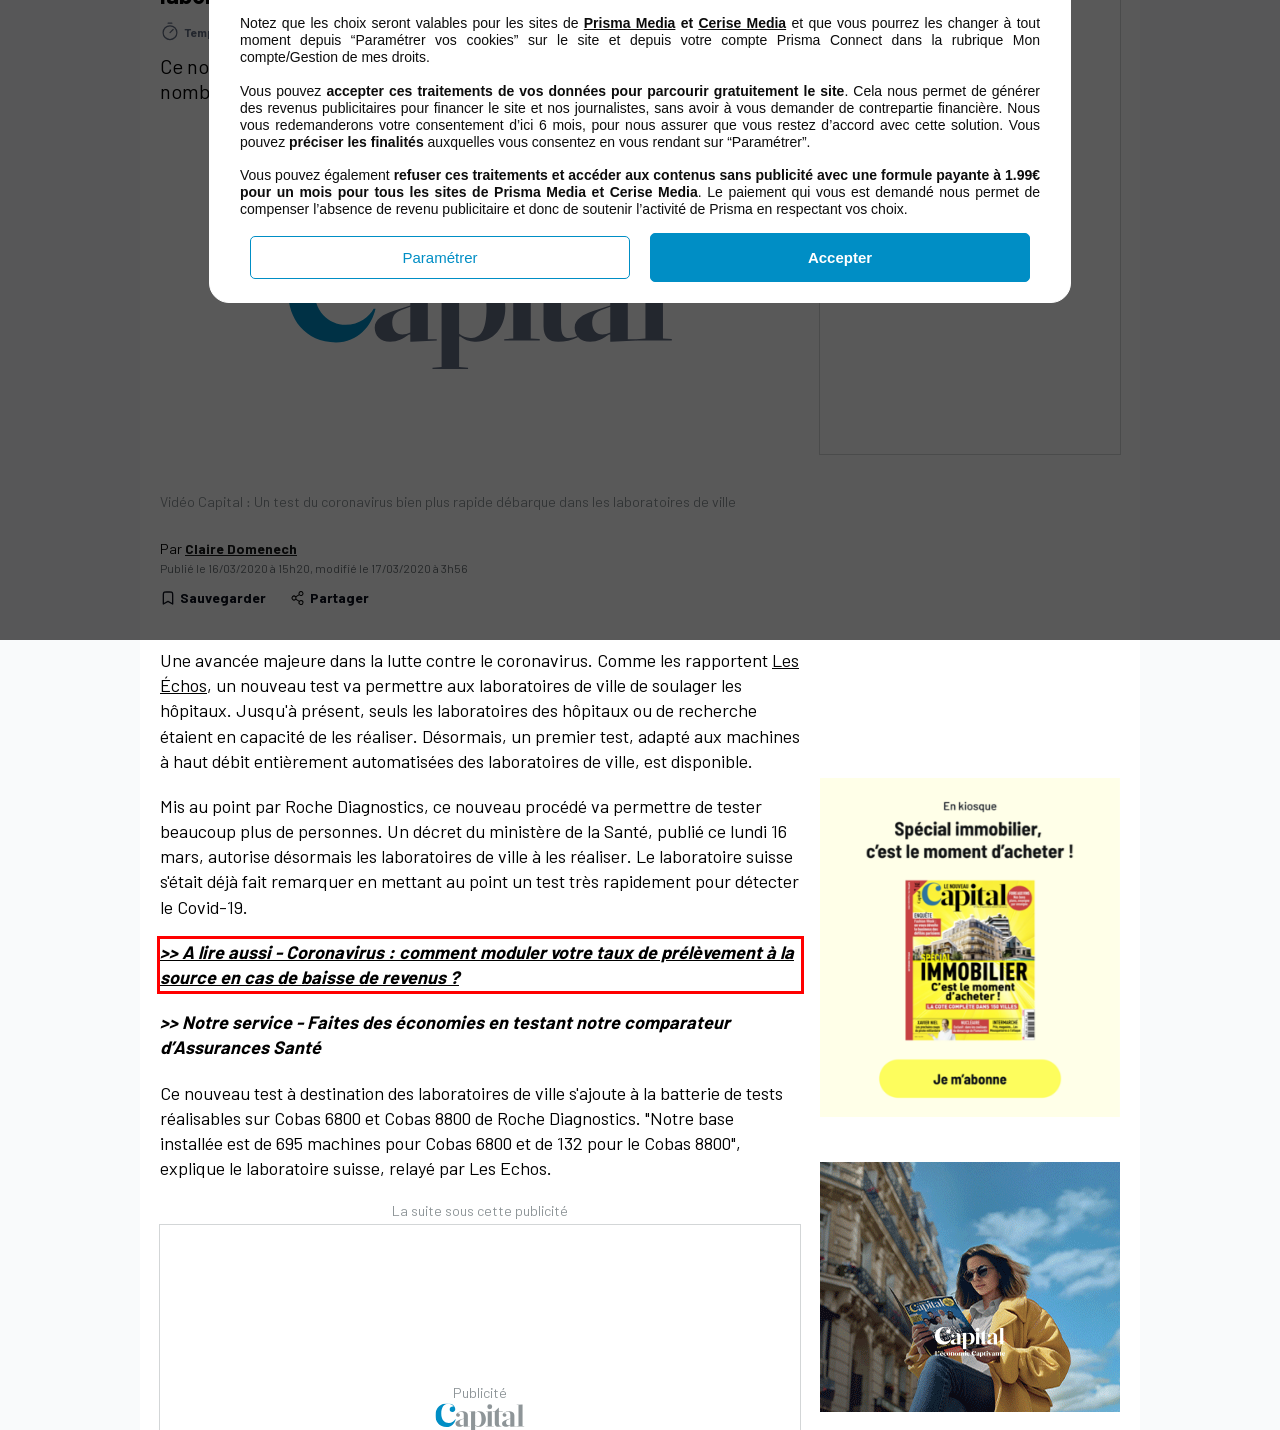 Notez que les choix seront valables pour les sites de Prisma Media et Cerise Media et que vous pourrez les changer à tout
moment depuis “Paramétrer vos cookies” sur le site et depuis votre compte Prisma Connect dans la rubrique Mon
compte/Gestion de mes droits.
Vous pouvez accepter ces traitements de vos données pour parcourir gratuitement le site. Cela nous permet de générer
des revenus publicitaires pour financer le site et nos journalistes, sans avoir à vous demander de contrepartie financière. Nous
vous redemanderons votre consentement d’ici 6 mois, pour nous assurer que vous restez d’accord avec cette solution. Vous
pouvez préciser les finalités auxquelles vous consentez en vous rendant sur “Paramétrer”.
Vous pouvez également refuser ces traitements et accéder aux contenus sans publicité avec une formule payante à 1.99€
pour un mois pour tous les sites de Prisma Media et Cerise Media. Le paiement qui vous est demandé nous permet de
compenser l’absence de revenu publicitaire et donc de soutenir l’activité de Prisma en respectant vos choix.
Paramétrer
Accepter
Ce no
nomb
Capital
Vidéo Capital : Un test du coronavirus bien plus rapide débarque dans les laboratoires de ville
Par Claire Domenech
Publié le 16/03/2020 à 15h20, modifié le 17/03/2020 à 3h56
Sauvegarder
Partager
Une avancée majeure dans la lutte contre le coronavirus. Comme les rapportent Les
Échos, un nouveau test va permettre aux laboratoires de ville de soulager les
hôpitaux. Jusqu'à présent, seuls les laboratoires des hôpitaux ou de recherche
étaient en capacité de les réaliser. Désormais, un premier test, adapté aux machines
à haut débit entièrement automatisées des laboratoires de ville, est disponible.
Mis au point par Roche Diagnostics, ce nouveau procédé va permettre de tester
beaucoup plus de personnes. Un décret du ministère de la Santé, publié ce lundi 16
mars, autorise désormais les laboratoires de ville à les réaliser. Le laboratoire suisse
s'était déjà fait remarquer en mettant au point un test très rapidement pour détecter
le Covid-19.
>> A lire aussi - Coronavirus : comment moduler votre taux de prélèvement à la
source en cas de baisse de revenus ?
>> Notre service - Faites des économies en testant notre comparateur
d’Assurances Santé
Ce nouveau test à destination des laboratoires de ville s'ajoute à la batterie de tests
réalisables sur Cobas 6800 et Cobas 8800 de Roche Diagnostics. "Notre base
installée est de 695 machines pour Cobas 6800 et de 132 pour le Cobas 8800",
explique le laboratoire suisse, relayé par Les Echos.
La suite sous cette publicité
Publicité
Capital
En kiosque
Spécial immobilier,
c’est le moment d’acheter !
LE NOUVEAU
Capital
ENQUÊTE
SPÉCIAL
IMMOBILIER
C'est le moment
d'acheter !
LA COTE COMPLÈTE DANS 150 VILLES
Je m’abonne
Capital
Capital
L'économie Captivante